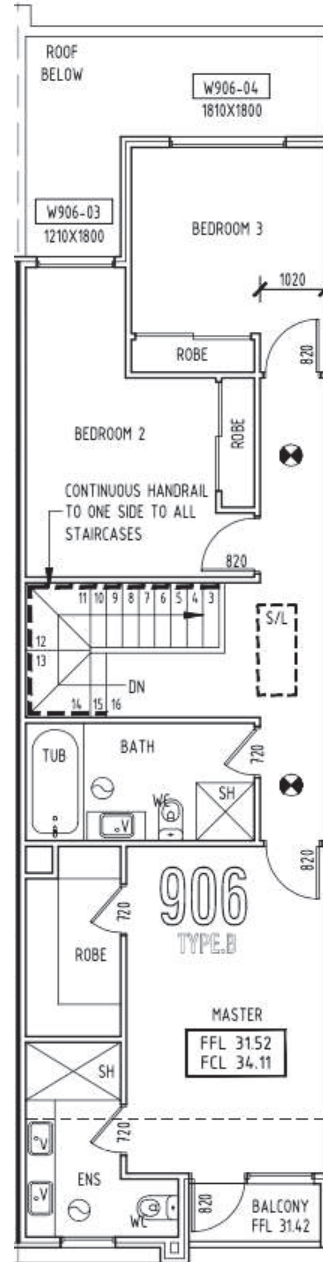 ROOF
BELOW
W906-04
1810X1800
W906-03
1210X1800
BEDROOM 3
1020
ROBE
820
BEDROOM 2
ROBE
CONTINUOUS HANDRAIL
TO ONE SIDE TO ALL
STAIRCASES
820
11 10 9 8 7 6 5 4 3
12
13
S/L
DN
14 15 16
BATH
TUB
720
WC
SH
V
820
906
TYPE.B
720
ROBE
MASTER
FFL 31.52
FCL 34.11
SH
V
720
ENS
V
WC
820
BALCONY
FFL 31.42